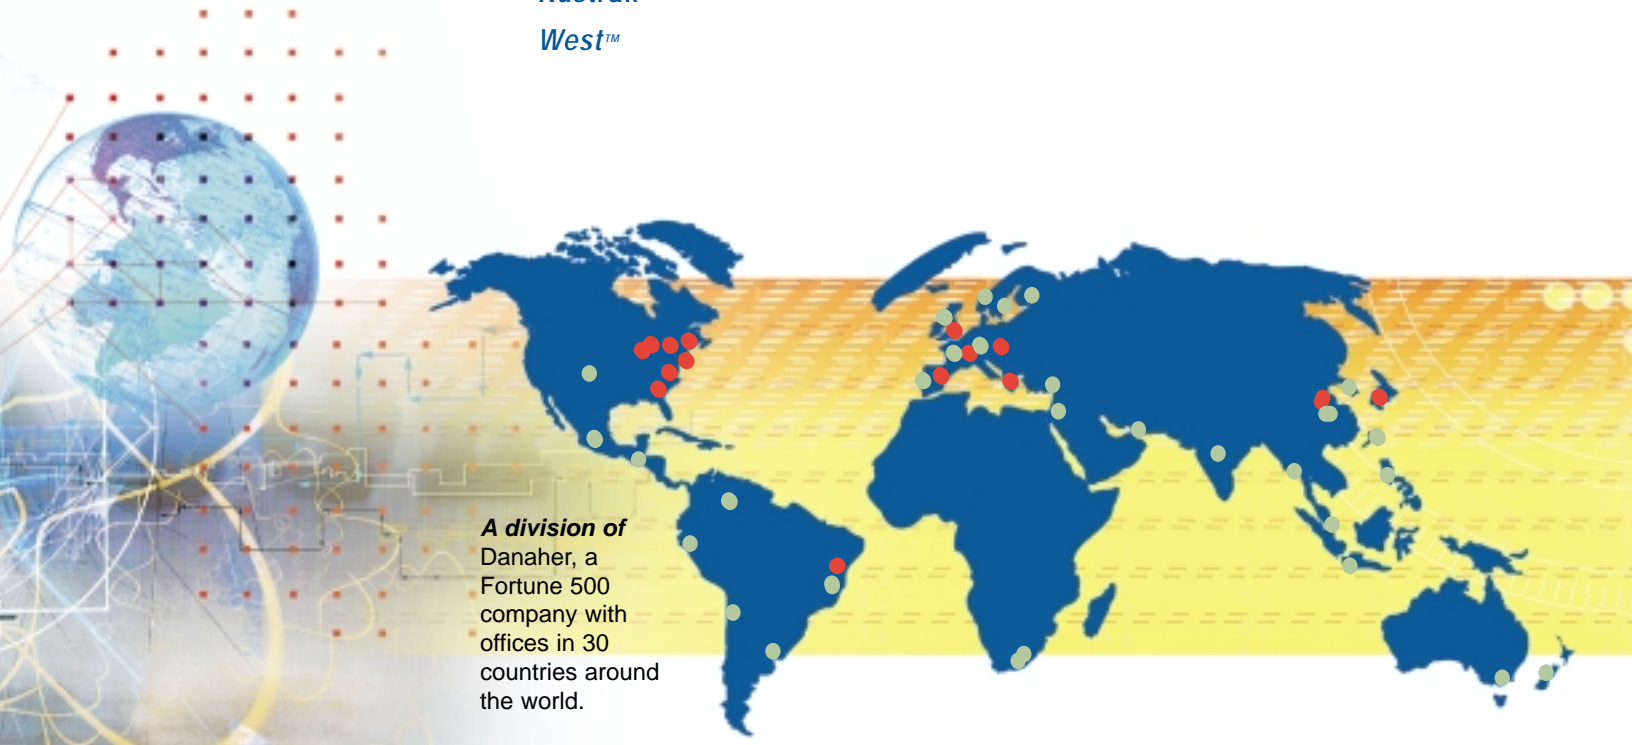 West™
A division of
Danaher, a
Fortune 500
company with
offices in 30
countries around
the world.